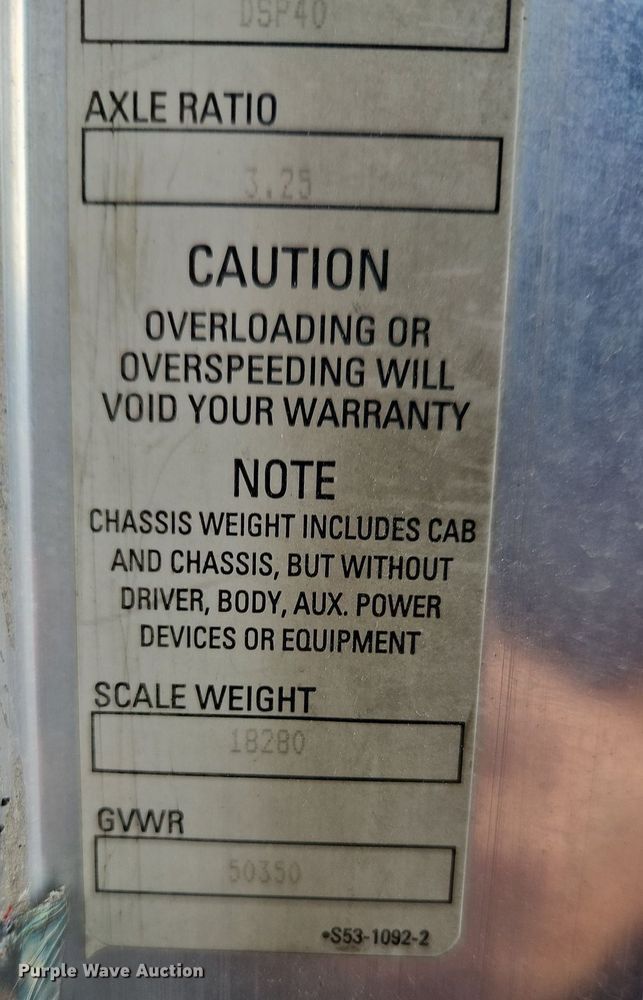 DSP40
AXLE RATIO
3.25
CAUTION
OVERLOADING OR
OVERSPEEDING WILL
VOID YOUR WARRANTY
NOTE
CHASSIS WEIGHT INCLUDES CAB
AND CHASSIS, BUT WITHOUT
DRIVER, BODY, AUX. POWER
DEVICES OR EQUIPMENT
SCALE WEIGHT
18280
GVWR
50350
•S53-1092-2
Purple Wave Auction